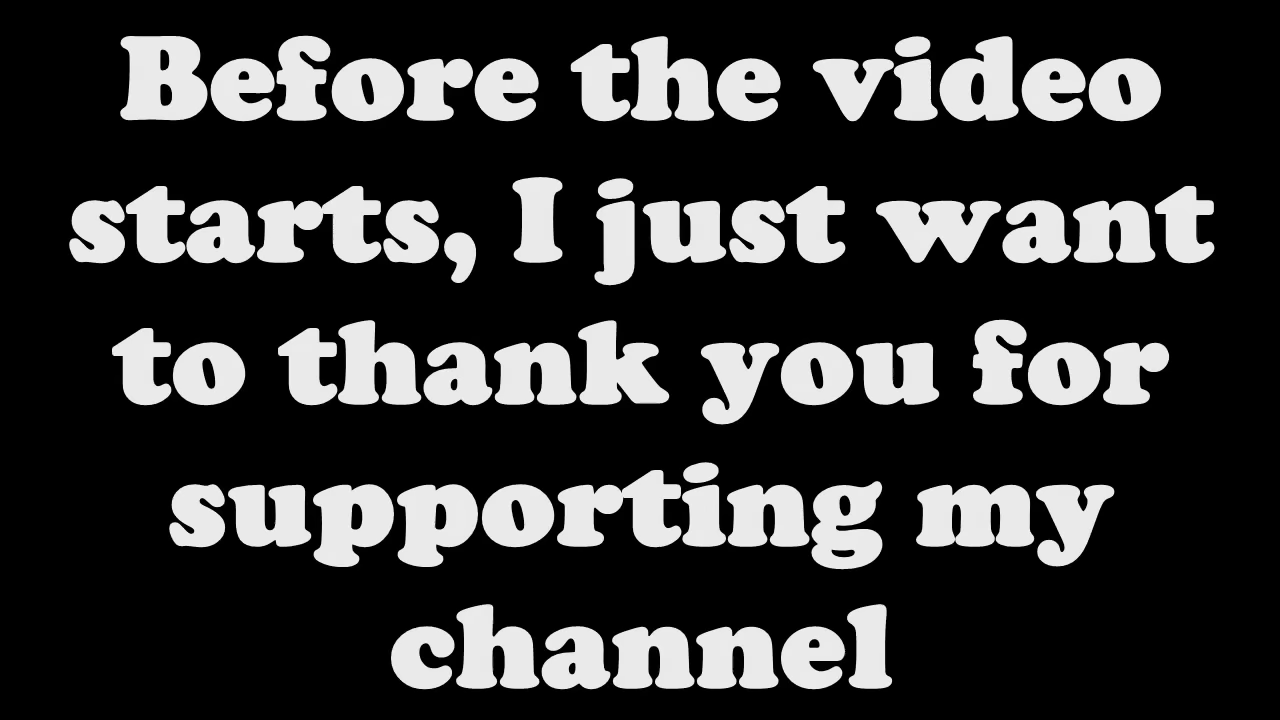 Before the video
starts, I just want
to thank you for
supporting my
channel